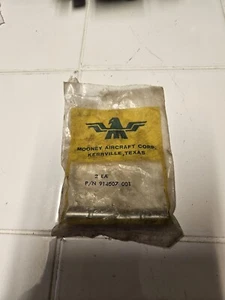 MOONEY AIRCRAFT CORP.
KERRVILLE, TEXAS
2 EA
P/N 914007 001